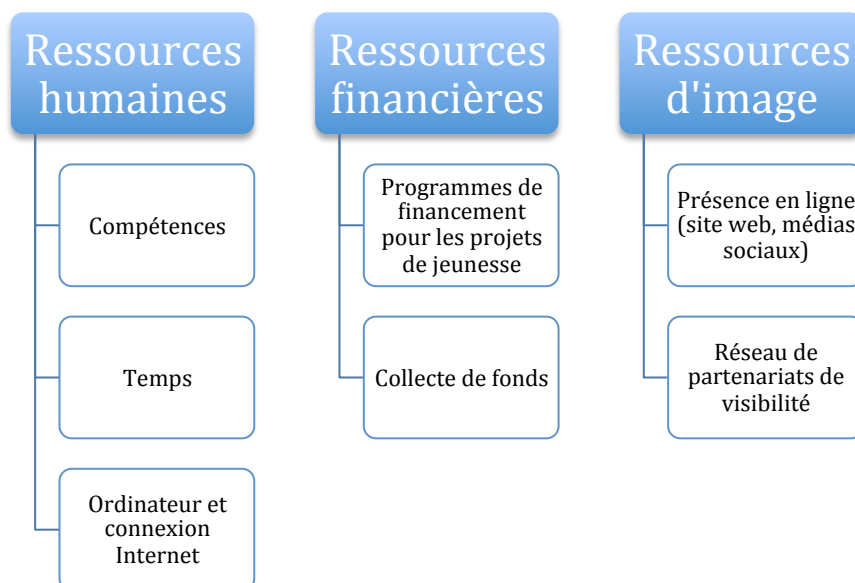 Ressources
humaines
Compétences
Temps
Ordinateur et
connexion
Internet
Ressources
financières
Programmes de
financement
pour les projets
de jeunesse
Collecte de fonds
Ressources
d'image
Présence en ligne
(site web, médias
sociaux)
Réseau de
partenariats de
visibilité